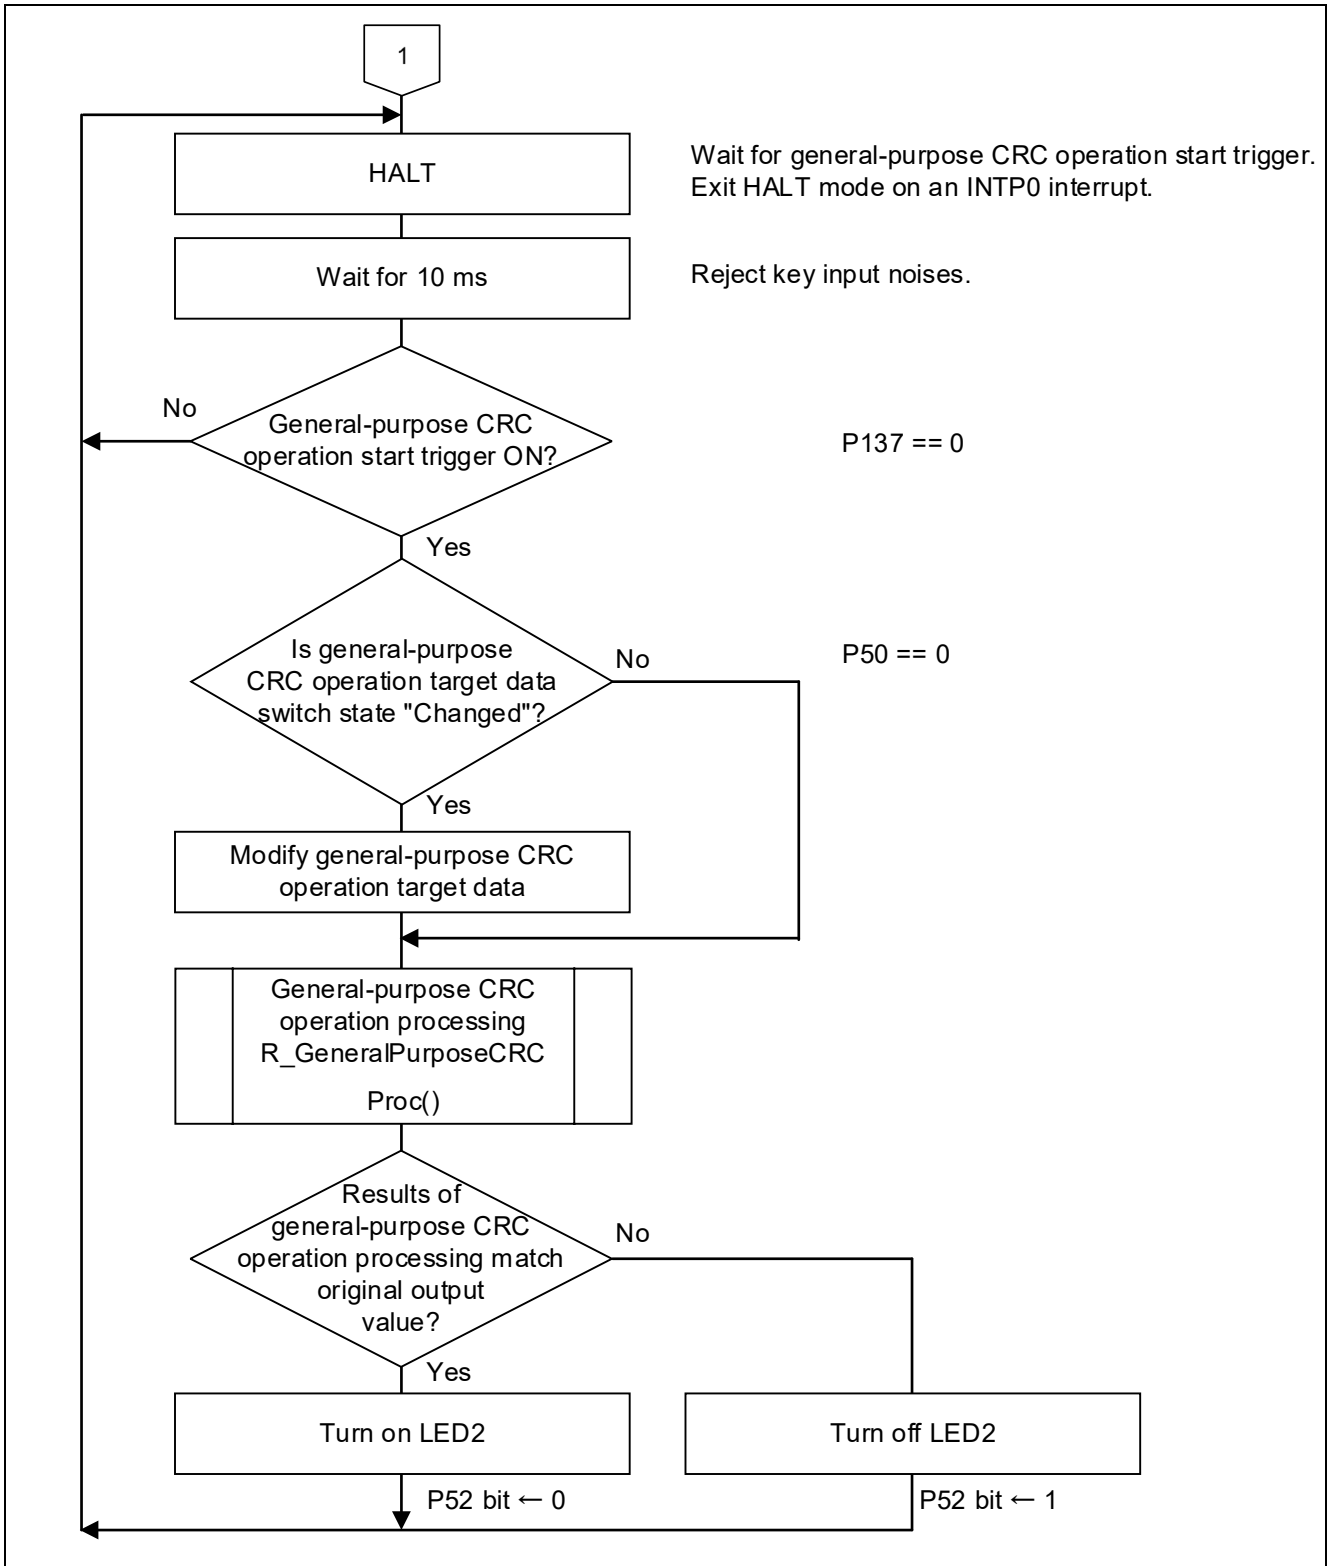 1
HALT
Wait for general-purpose CRC operation start trigger.
Exit HALT mode on an INTP0 interrupt.
Wait for 10 ms
Reject key input noises.
No
General-purpose CRC
operation start trigger ON?
P137 == 0
Yes
Is general-purpose
CRC operation target data
switch state "Changed"?
No
P50 == 0
Yes
Modify general-purpose CRC
operation target data
General-purpose CRC
operation processing
R_GeneralPurposeCRC
Proc()
Results of
general-purpose CRC
operation processing match
original output
value?
No
Yes
Turn on LED2
Turn off LED2
P52 bit ← 0
P52 bit ← 1